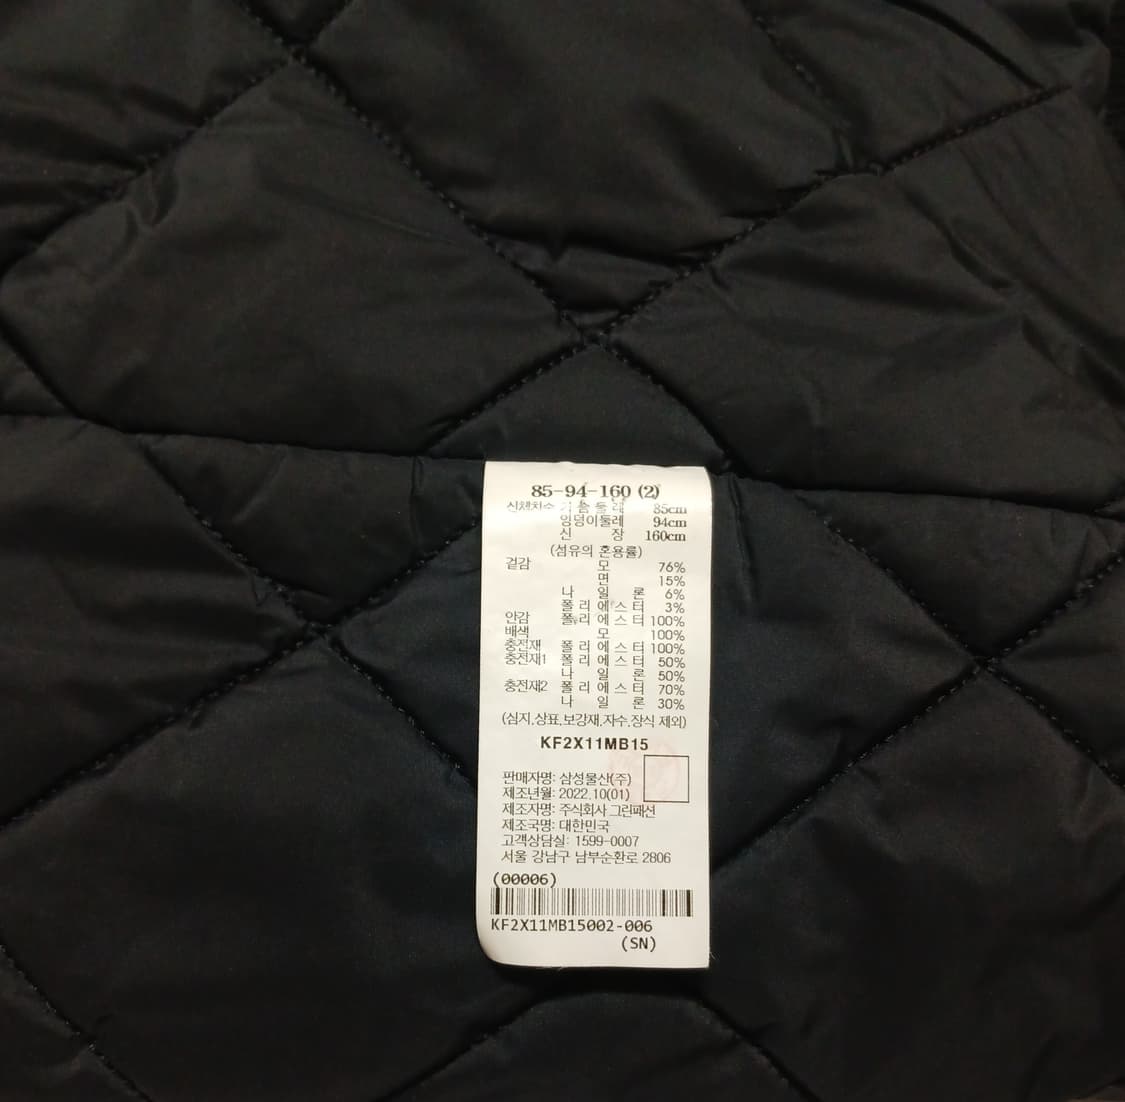 85-94-160 (2)
신체치수 가슴둘레 85cm
엉덩이둘레 94cm
신 장 160cm
(섬유의 혼용률)
겉감 모 76%
면 15%
나 일 론 6%
폴 리 에 스 터 3%
안감 폴 리 에 스 터 100%
배색 모 100%
충전재 폴 리 에 스 터 100%
충전재1 폴 리 에 스 터 50%
나 일 론 50%
충전재2 폴 리 에 스 터 70%
나 일 론 30%
(심지,상표,보강재,자수,장식 제외)
KF2X11MB15
판매자명: 삼성물산(주)
제조년월: 2022.10(01)
제조자명: 주식회사 그린패션
제조국명: 대한민국
고객상담실: 1599-0007
서울 강남구 남부순환로 2806
(00006)
KF2X11MB15002-006
(SN)